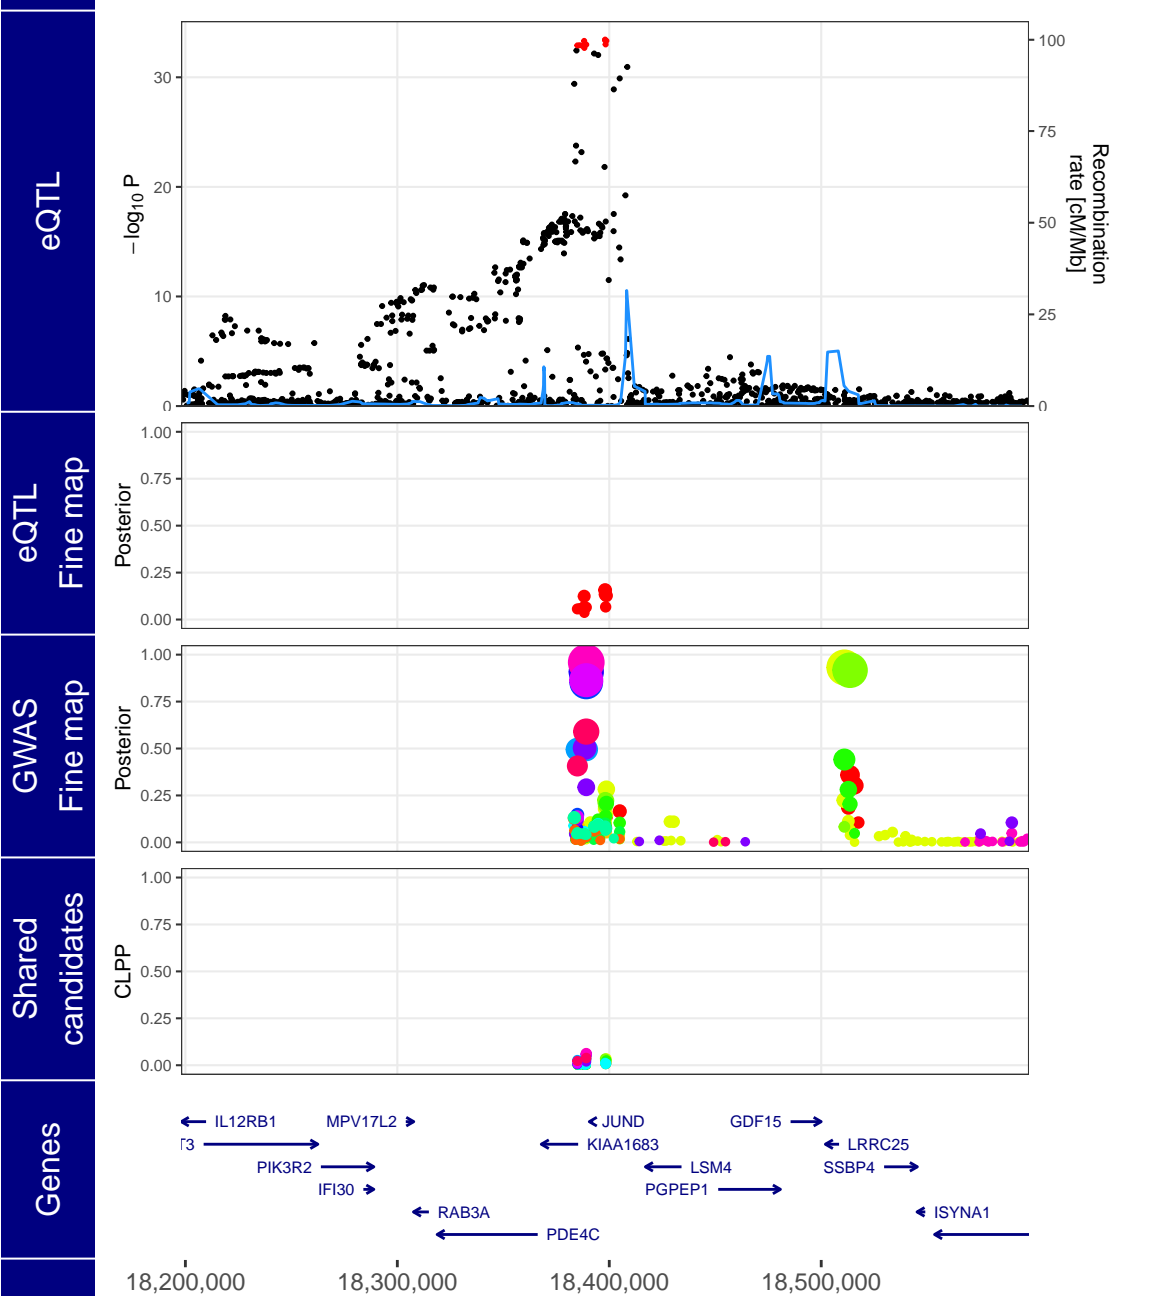 eQTL
−log10 P
30
20
10
0
100
75
50
25
0
Recombination
rate [cM/Mb]
eQTL
Fine map
Posterior
1.00
0.75
0.50
0.25
0.00
GWAS
Fine map
Posterior
1.00
0.75
0.50
0.25
0.00
Shared
candidates
CLPP
1.00
0.75
0.50
0.25
0.00
Genes
IL12RB1 MPV17L2 JUND GDF15
T3 KIAA1683 LRRC25
PIK3R2 LSM4 SSBP4
IFI30 PGPEP1
RAB3A ISYNA1
PDE4C
18,200,000 18,300,000 18,400,000 18,500,000